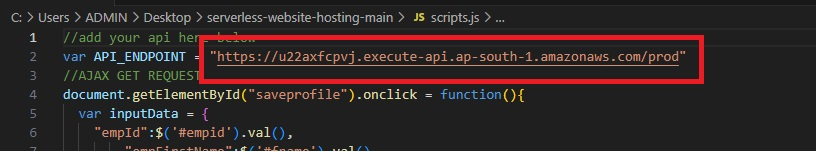 C: > Users > ADMIN > Desktop > serverless-website-hosting-main > JS scripts.js > ...
1 //add your api here below
2 var API_ENDPOINT = "https://u22axfcpvj.execute-api.ap-south-1.amazonaws.com/prod"
3 //AJAX GET REQUEST
4 document.getElementById("saveprofile").onclick = function(){
5 var inputData = {
6 "empId":$('#empid').val(),
7 "empFirstName":$('#fname').val(),